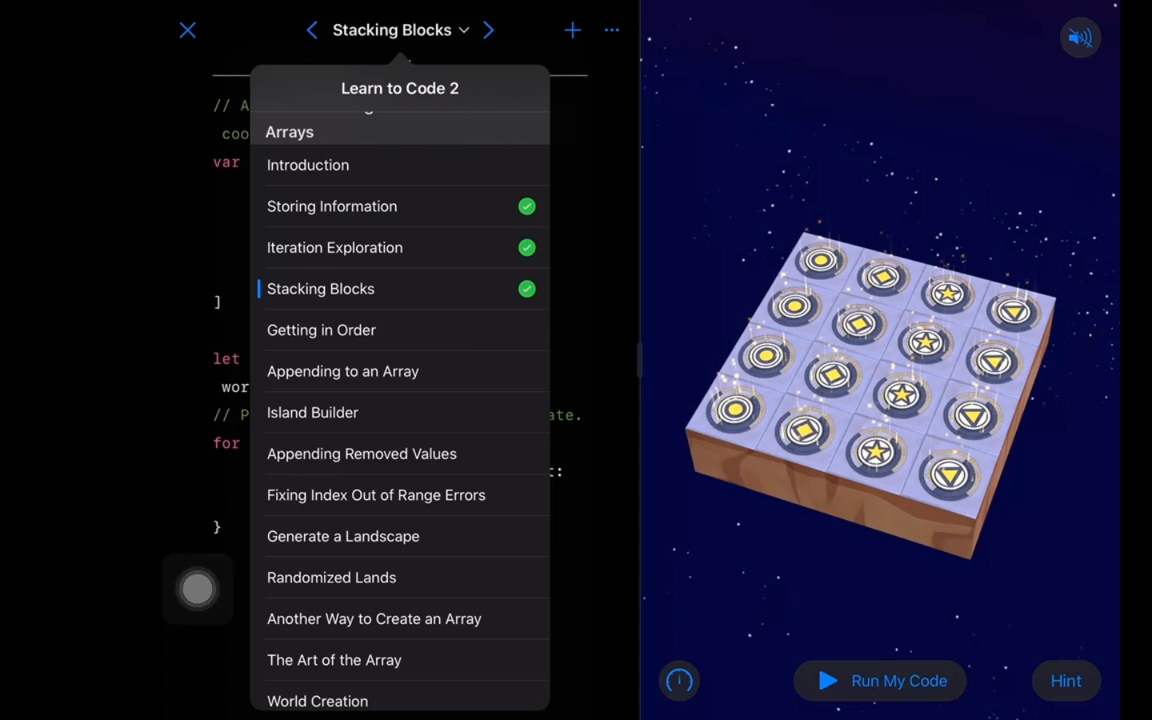 Stacking Blocks
Learn to Code 2
Arrays
// A
Introduction
coo
var
Storing Information
Iteration Exploration
Stacking Blocks
]
Getting in Order
let
Appending to an Array
wor
Island Builder
// P
ate.
for
Appending Removed Values
Fixing Index Out of Range Errors
}
Generate a Landscape
Randomized Lands
Another Way to Create an Array
The Art of the Array
World Creation
Run My Code
Hint